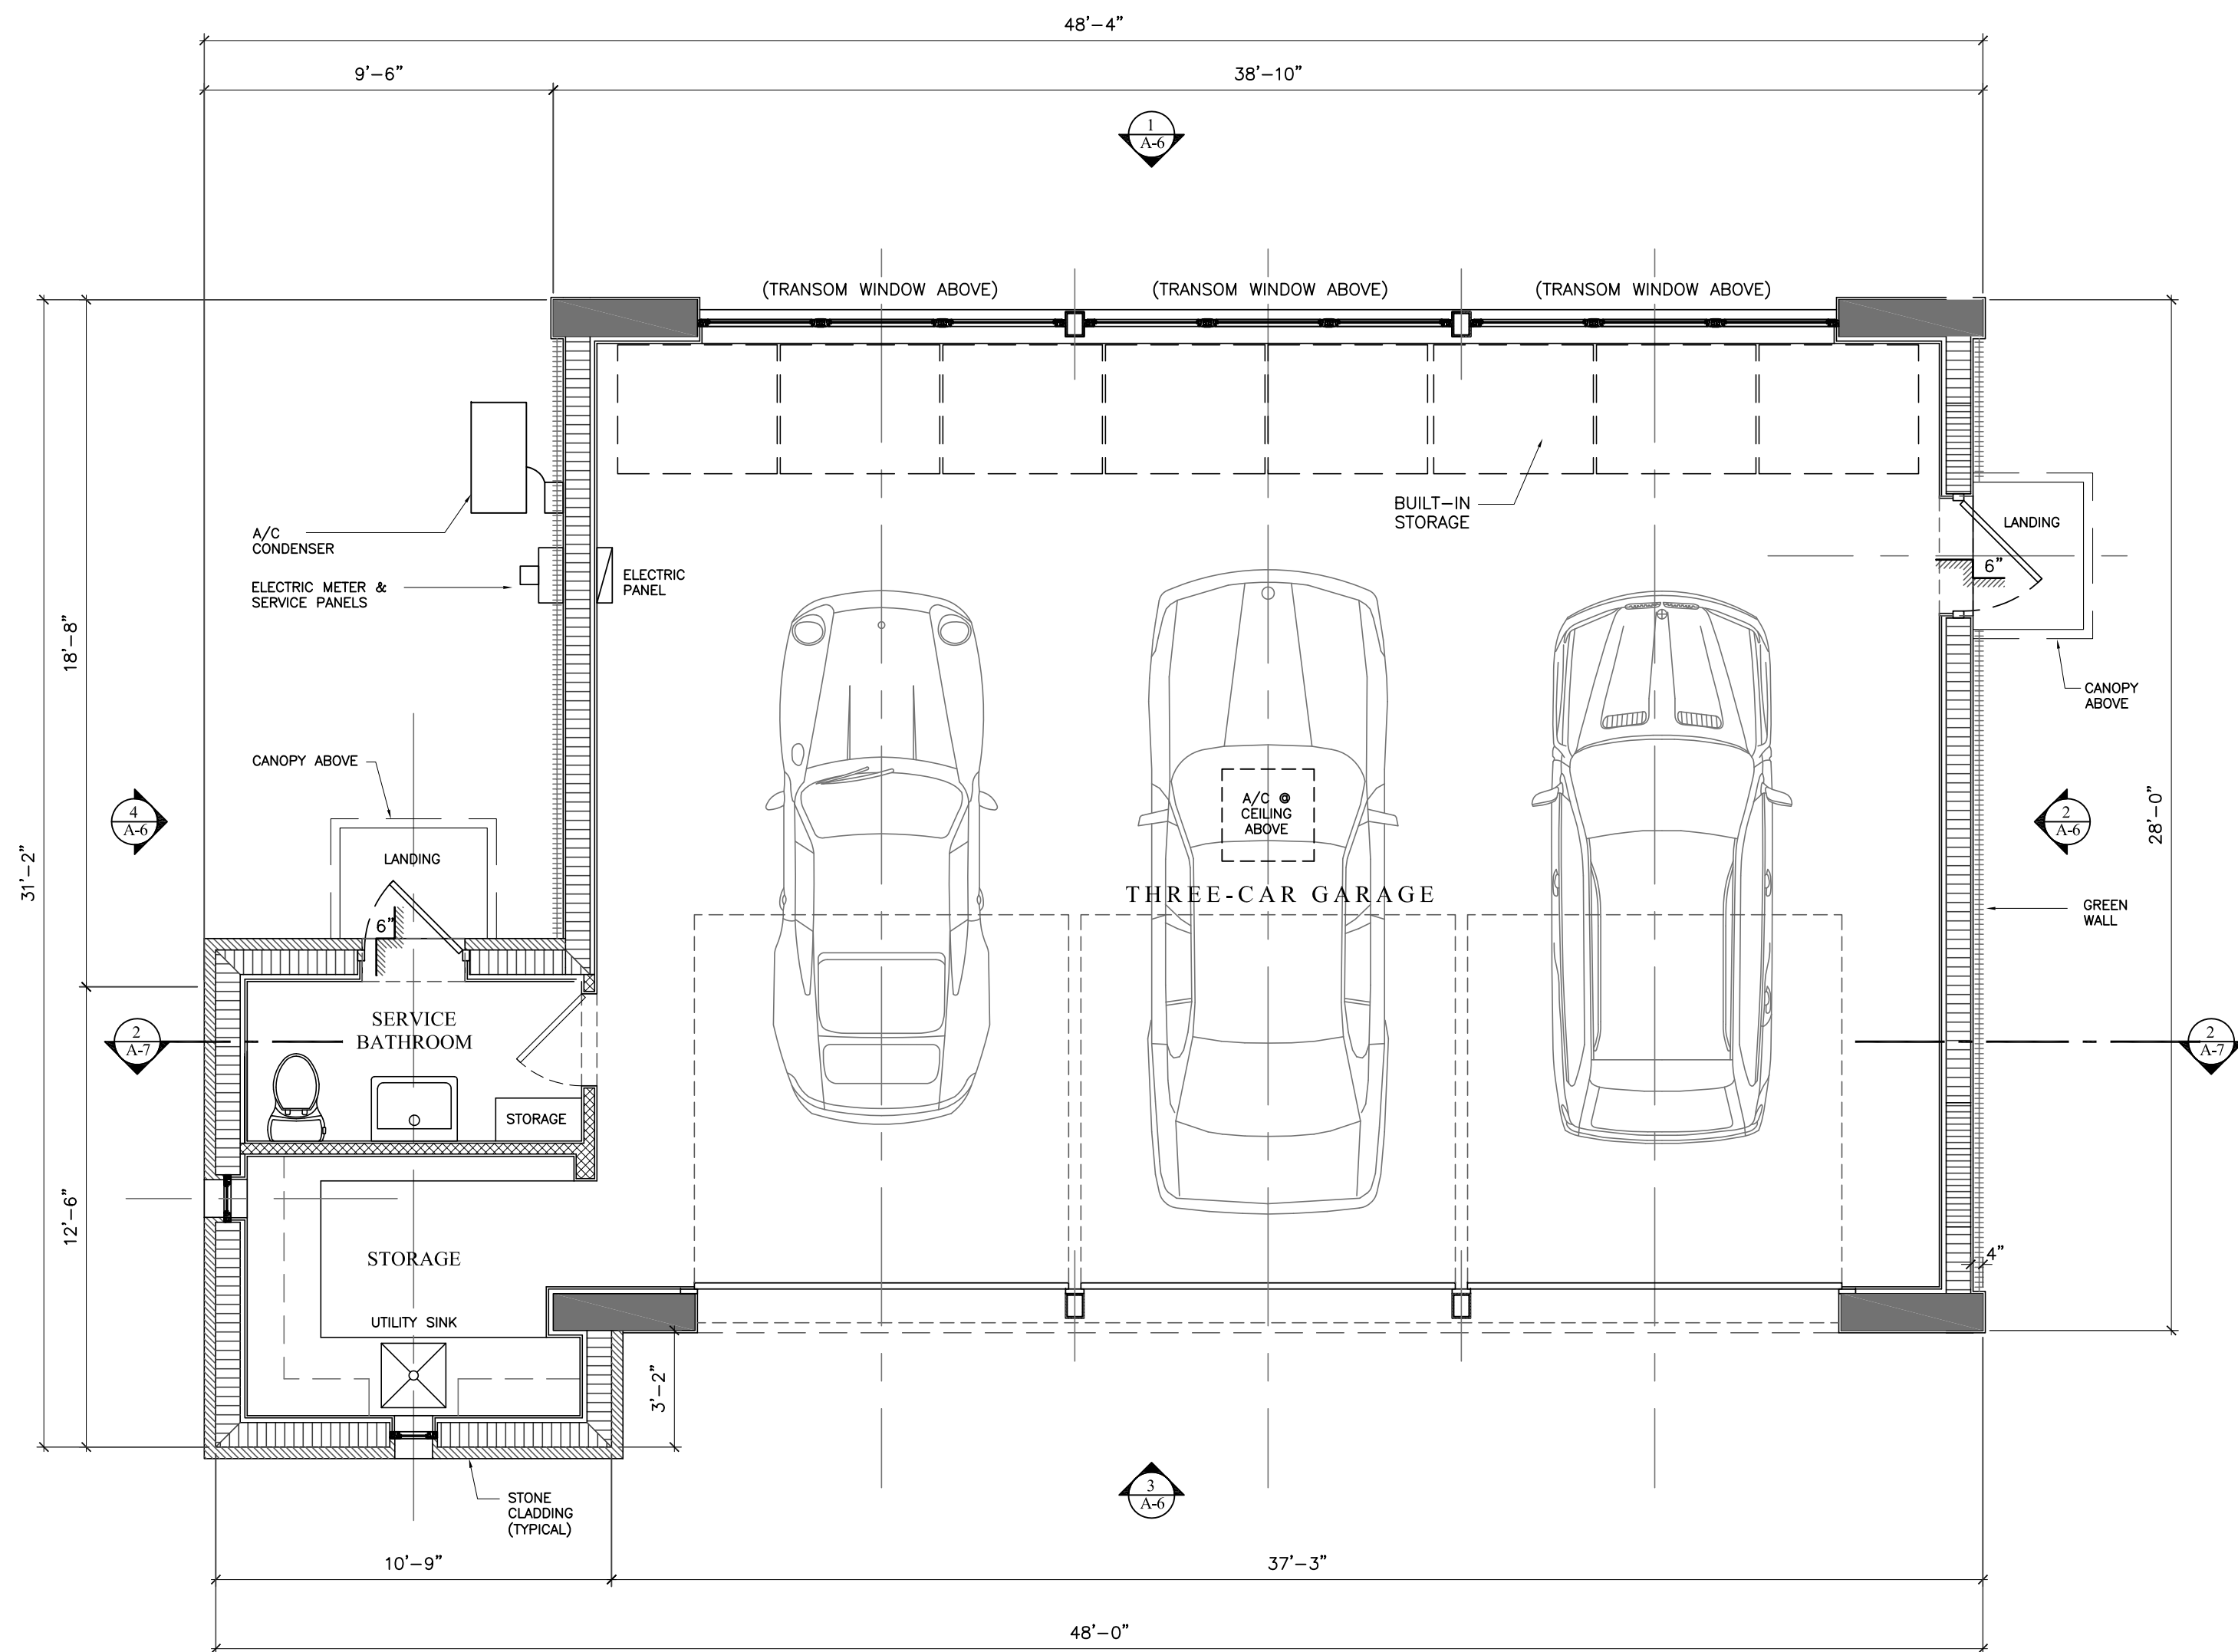 48'-4"
9'-6"
38'-10"
1
A-6
(TRANSOM WINDOW ABOVE)
(TRANSOM WINDOW ABOVE)
(TRANSOM WINDOW ABOVE)
BUILT-IN
STORAGE
LANDING
6"
A/C
CONDENSER
ELECTRIC METER &
SERVICE PANELS
ELECTRIC
PANEL
18'-8"
CANOPY
ABOVE
CANOPY ABOVE
4
A-6
A/C @
CEILING
ABOVE
2
A-6
28'-0"
31'-2"
LANDING
6"
THREE-CAR GARAGE
GREEN
WALL
SERVICE
BATHROOM
2
A-7
2
A-7
STORAGE
12'-6"
STORAGE
4"
UTILITY SINK
3'-2"
3
A-6
STONE
CLADDING
(TYPICAL)
10'-9"
37'-3"
48'-0"